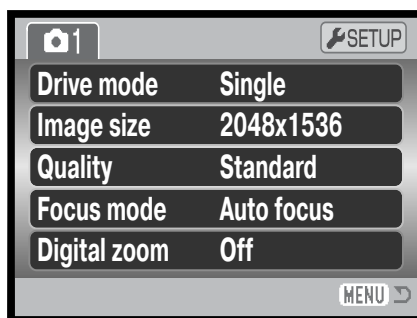 1 SETUP
Drive mode Single
Image size 2048x1536
Quality Standard
Focus mode Auto focus
Digital zoom Off
MENU